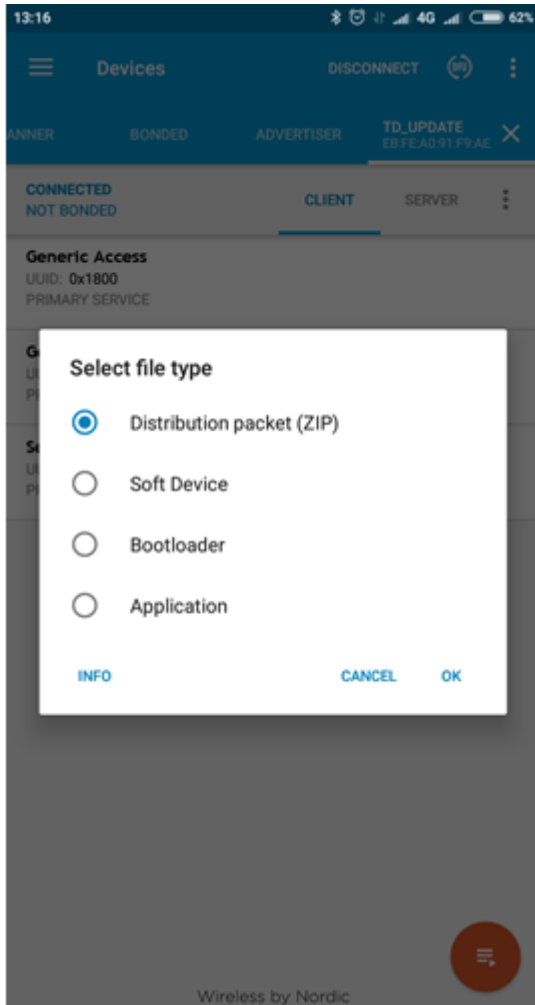 13:16 4G 62%
Devices DISCONNECT DFU
ANNER BONDED ADVERTISER TD_UPDATE
EB:FE:A0:91:F9:AE
CONNECTED
NOT BONDED CLIENT SERVER
Generic Access
UUID: 0x1800
PRIMARY SERVICE
Select file type
Distribution packet (ZIP)
Soft Device
Bootloader
Application
INFO CANCEL OK
Wireless by Nordic